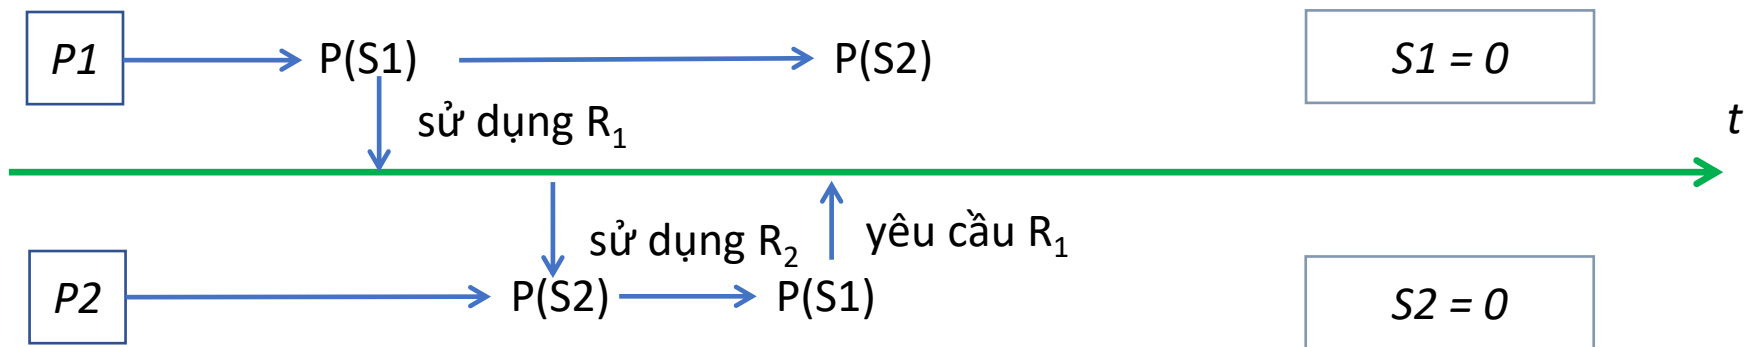 P1 P(S1) P(S2) S1 = 0
sử dụng R₁ t
sử dụng R₂ yêu cầu R₁
P2 P(S2) P(S1) S2 = 0